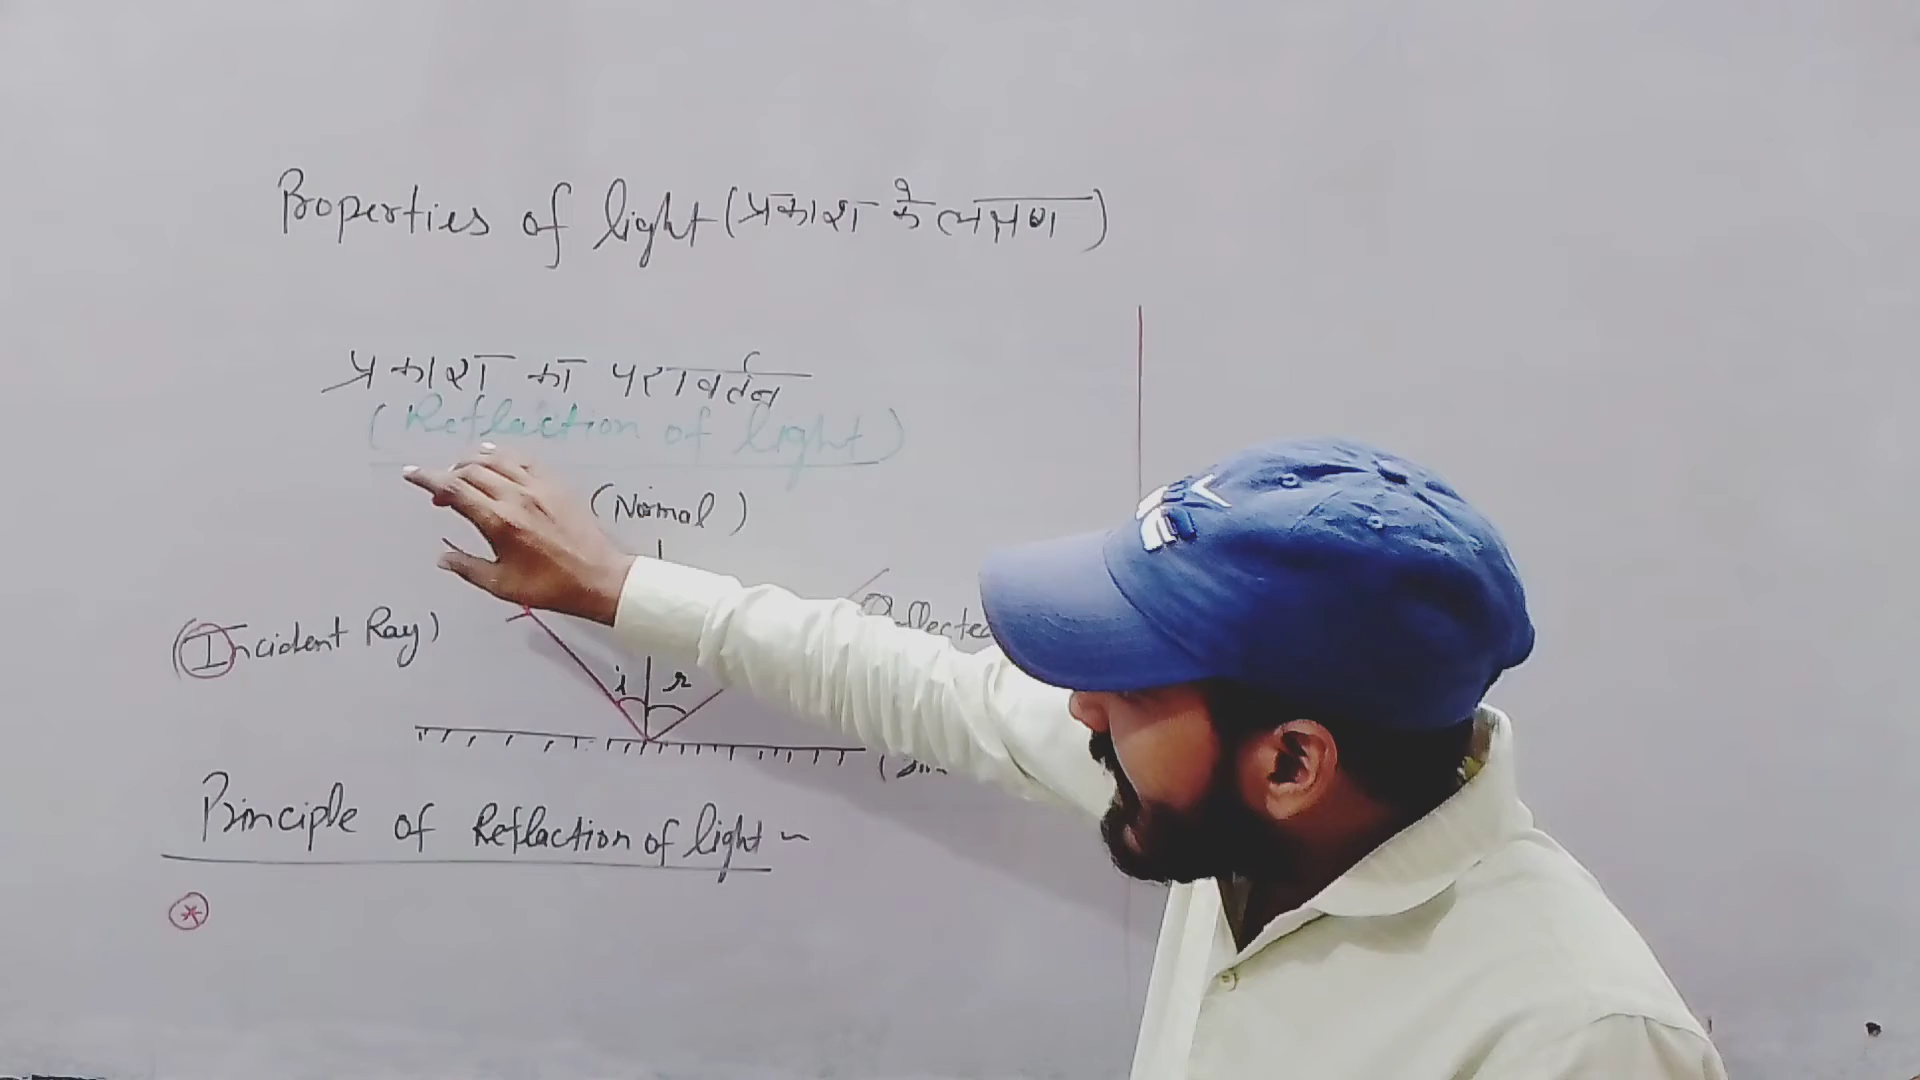 Properties of light (प्रकाश के लक्षण)
प्रकाश का परावर्तन
(Reflection of light)
(Normal)
(Incident Ray)
Reflected
i r
Principle of Reflection of light -